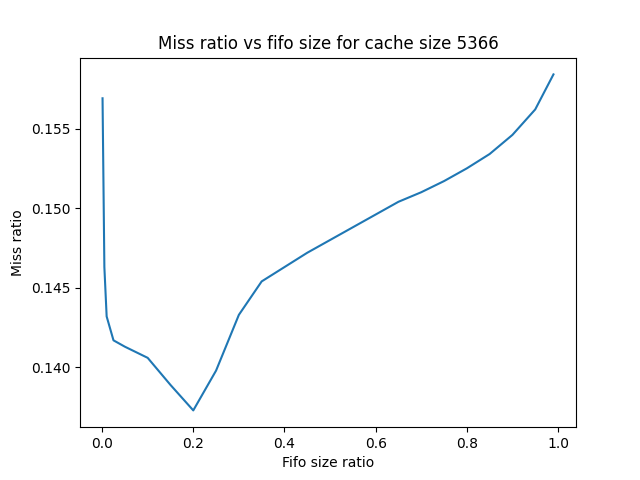 Miss ratio vs fifo size for cache size 5366
Miss ratio
0.155
0.150
0.145
0.140
0.0 0.2 0.4 0.6 0.8 1.0
Fifo size ratio